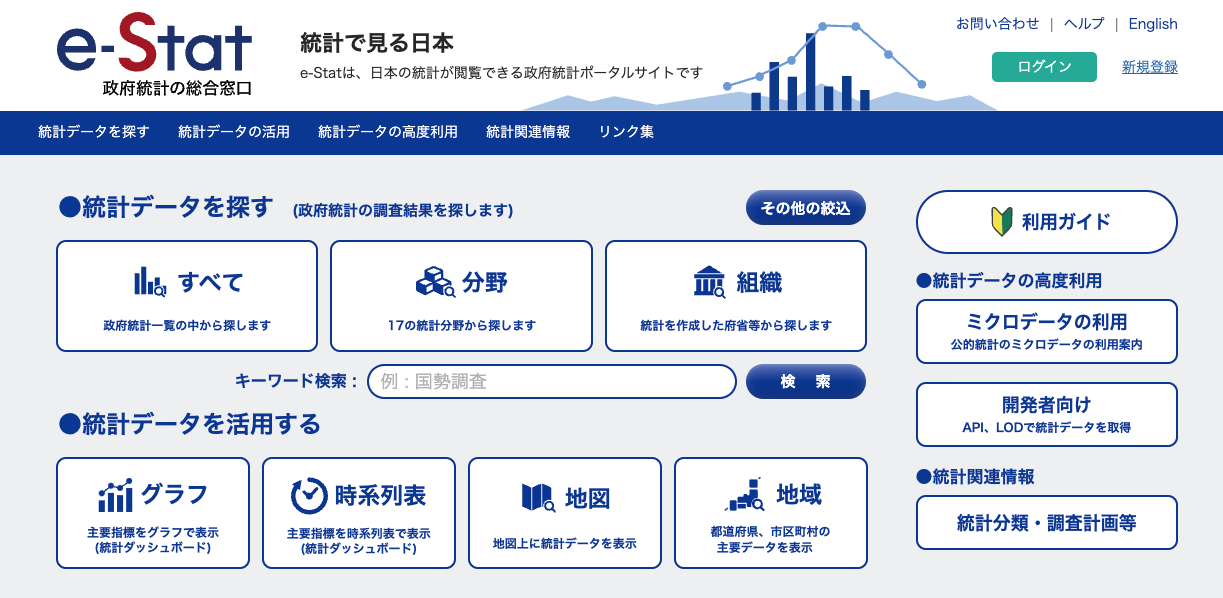 e-Stat
政府統計の総合窓口
統計で見る日本
e-Statは、日本の統計が閲覧できる政府統計ポータルサイトです
お問い合わせ | ヘルプ | English
ログイン
新規登録
統計データを探す 統計データの活用 統計データの高度利用 統計関連情報 リンク集
●統計データを探す (政府統計の調査結果を探します)
その他の絞込
すべて
政府統計一覧の中から探します
分野
17の統計分野から探します
組織
統計を作成した府省等から探します
キーワード検索： 例：国勢調査
検 索
●統計データを活用する
グラフ
主要指標をグラフで表示
(統計ダッシュボード)
時系列表
主要指標を時系列表で表示
(統計ダッシュボード)
地図
地図上に統計データを表示
地域
都道府県、市区町村の
主要データを表示
利用ガイド
●統計データの高度利用
ミクロデータの利用
公的統計のミクロデータの利用案内
開発者向け
API、LODで統計データを取得
●統計関連情報
統計分類・調査計画等